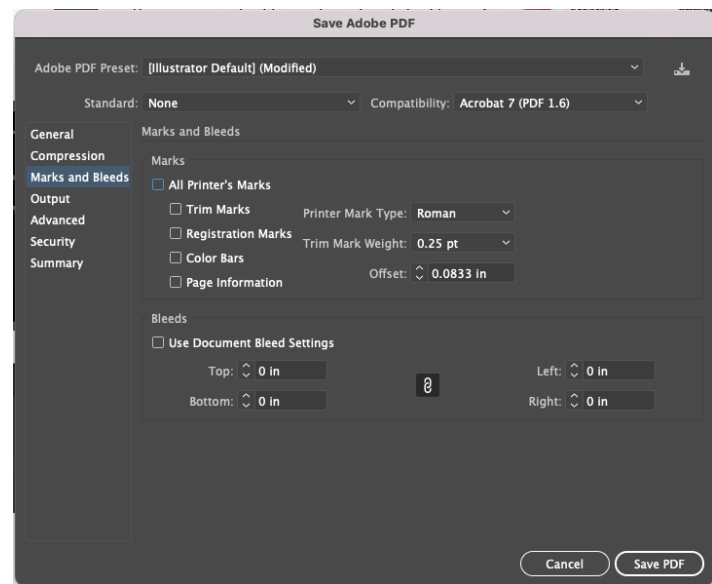 Save Adobe PDF
Adobe PDF Preset: [Illustrator Default] (Modified)
Standard: None Compatibility: Acrobat 7 (PDF 1.6)
General
Compression
Marks and Bleeds
Output
Advanced
Security
Summary
Marks and Bleeds
Marks
All Printer's Marks
Trim Marks
Registration Marks
Color Bars
Page Information
Printer Mark Type: Roman
Trim Mark Weight: 0.25 pt
Offset: 0.0833 in
Bleeds
Use Document Bleed Settings
Top: 0 in Left: 0 in
Bottom: 0 in Right: 0 in
Cancel Save PDF